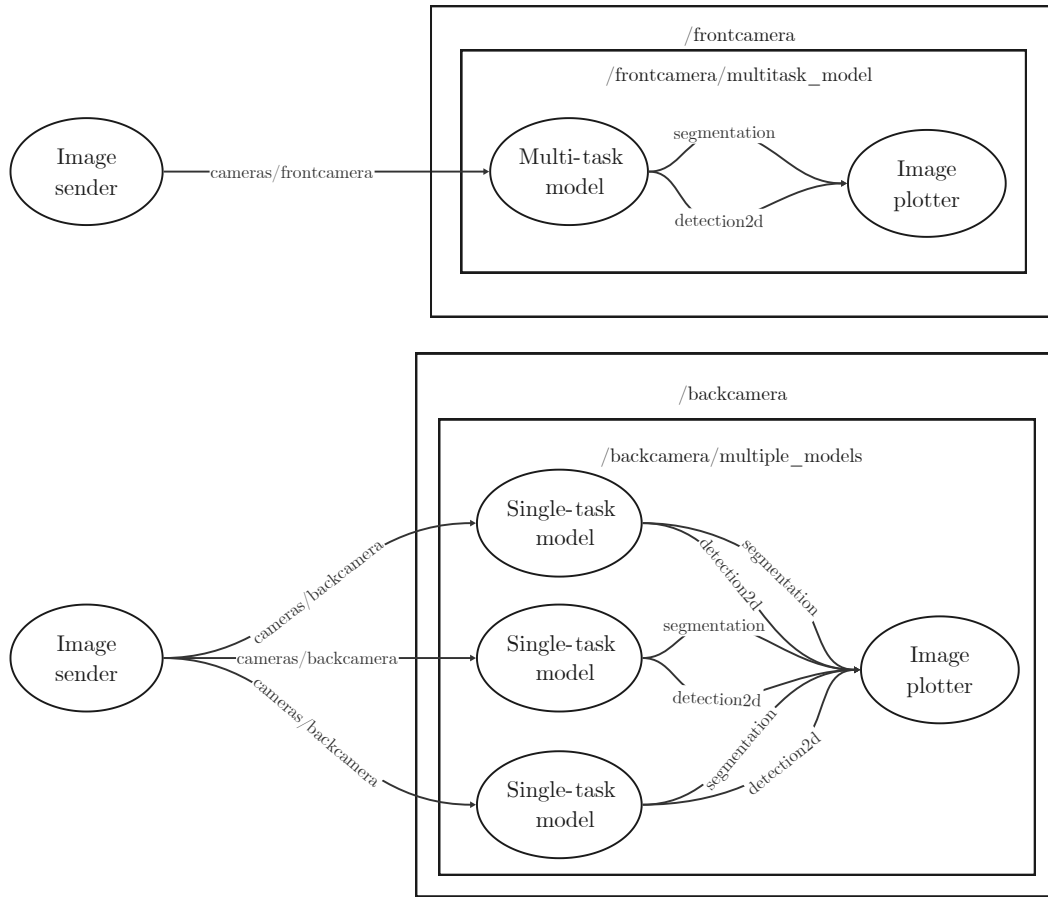 /frontcamera
/frontcamera/multitask_model
Image
sender
cameras/frontcamera
Multi-task
model
segmentation
detection2d
Image
plotter
/backcamera
/backcamera/multiple_models
Image
sender
cameras/backcamera
cameras/backcamera
cameras/backcamera
Single-task
model
segmentation
detection2d
Single-task
model
segmentation
detection2d
Single-task
model
segmentation
detection2d
Image
plotter